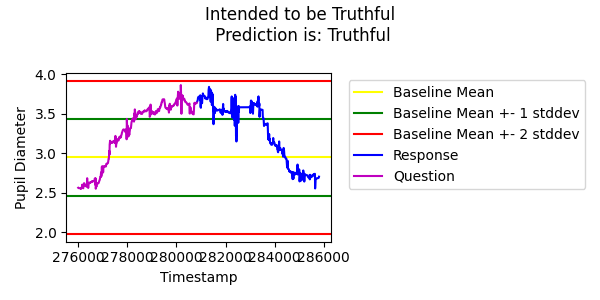 Intended to be Truthful
Prediction is: Truthful
4.0
3.5
3.0
2.5
2.0
Pupil Diameter
276000 278000 280000 282000 284000 286000
Timestamp
Baseline Mean
Baseline Mean +- 1 stddev
Baseline Mean +- 2 stddev
Response
Question